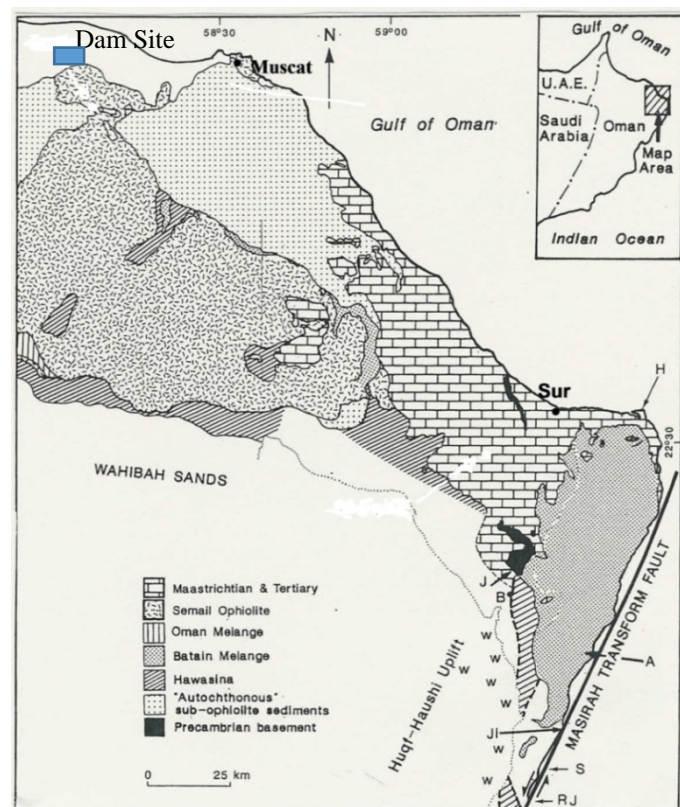 Dam Site
58°30
59°00
N
Muscat
Gulf of Oman
Gulf of Oman
U.A.E.
Saudi
Arabia
Oman
Map
Area
Indian Ocean
Sur
H
22°30
WAHIBAH SANDS
J
B
W
W
W
W
W
W
W
Huqf-Haushi Uplift
MASIRAH TRANSFORM FAULT
A
JI
S
RJ
Maastrichtian & Tertiary
Semail Ophiolite
Oman Melange
Batain Melange
Hawasina
"Autochthonous"
sub-ophiolite sediments
Precambrian basement
0 25 km